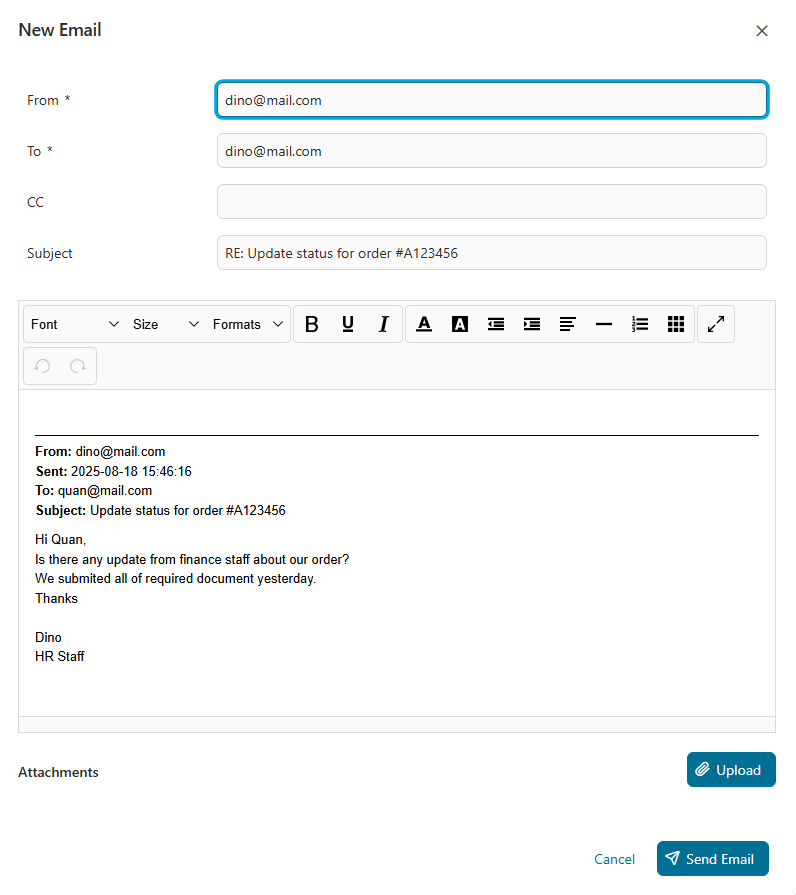 New Email
From *
dino@mail.com
To *
dino@mail.com
CC
Subject
RE: Update status for order #A123456
Font Size Formats B U I A A
From: dino@mail.com
Sent: 2025-08-18 15:46:16
To: quan@mail.com
Subject: Update status for order #A123456
Hi Quan,
Is there any update from finance staff about our order?
We submited all of required document yesterday.
Thanks
Dino
HR Staff
Attachments
Upload
Cancel
Send Email